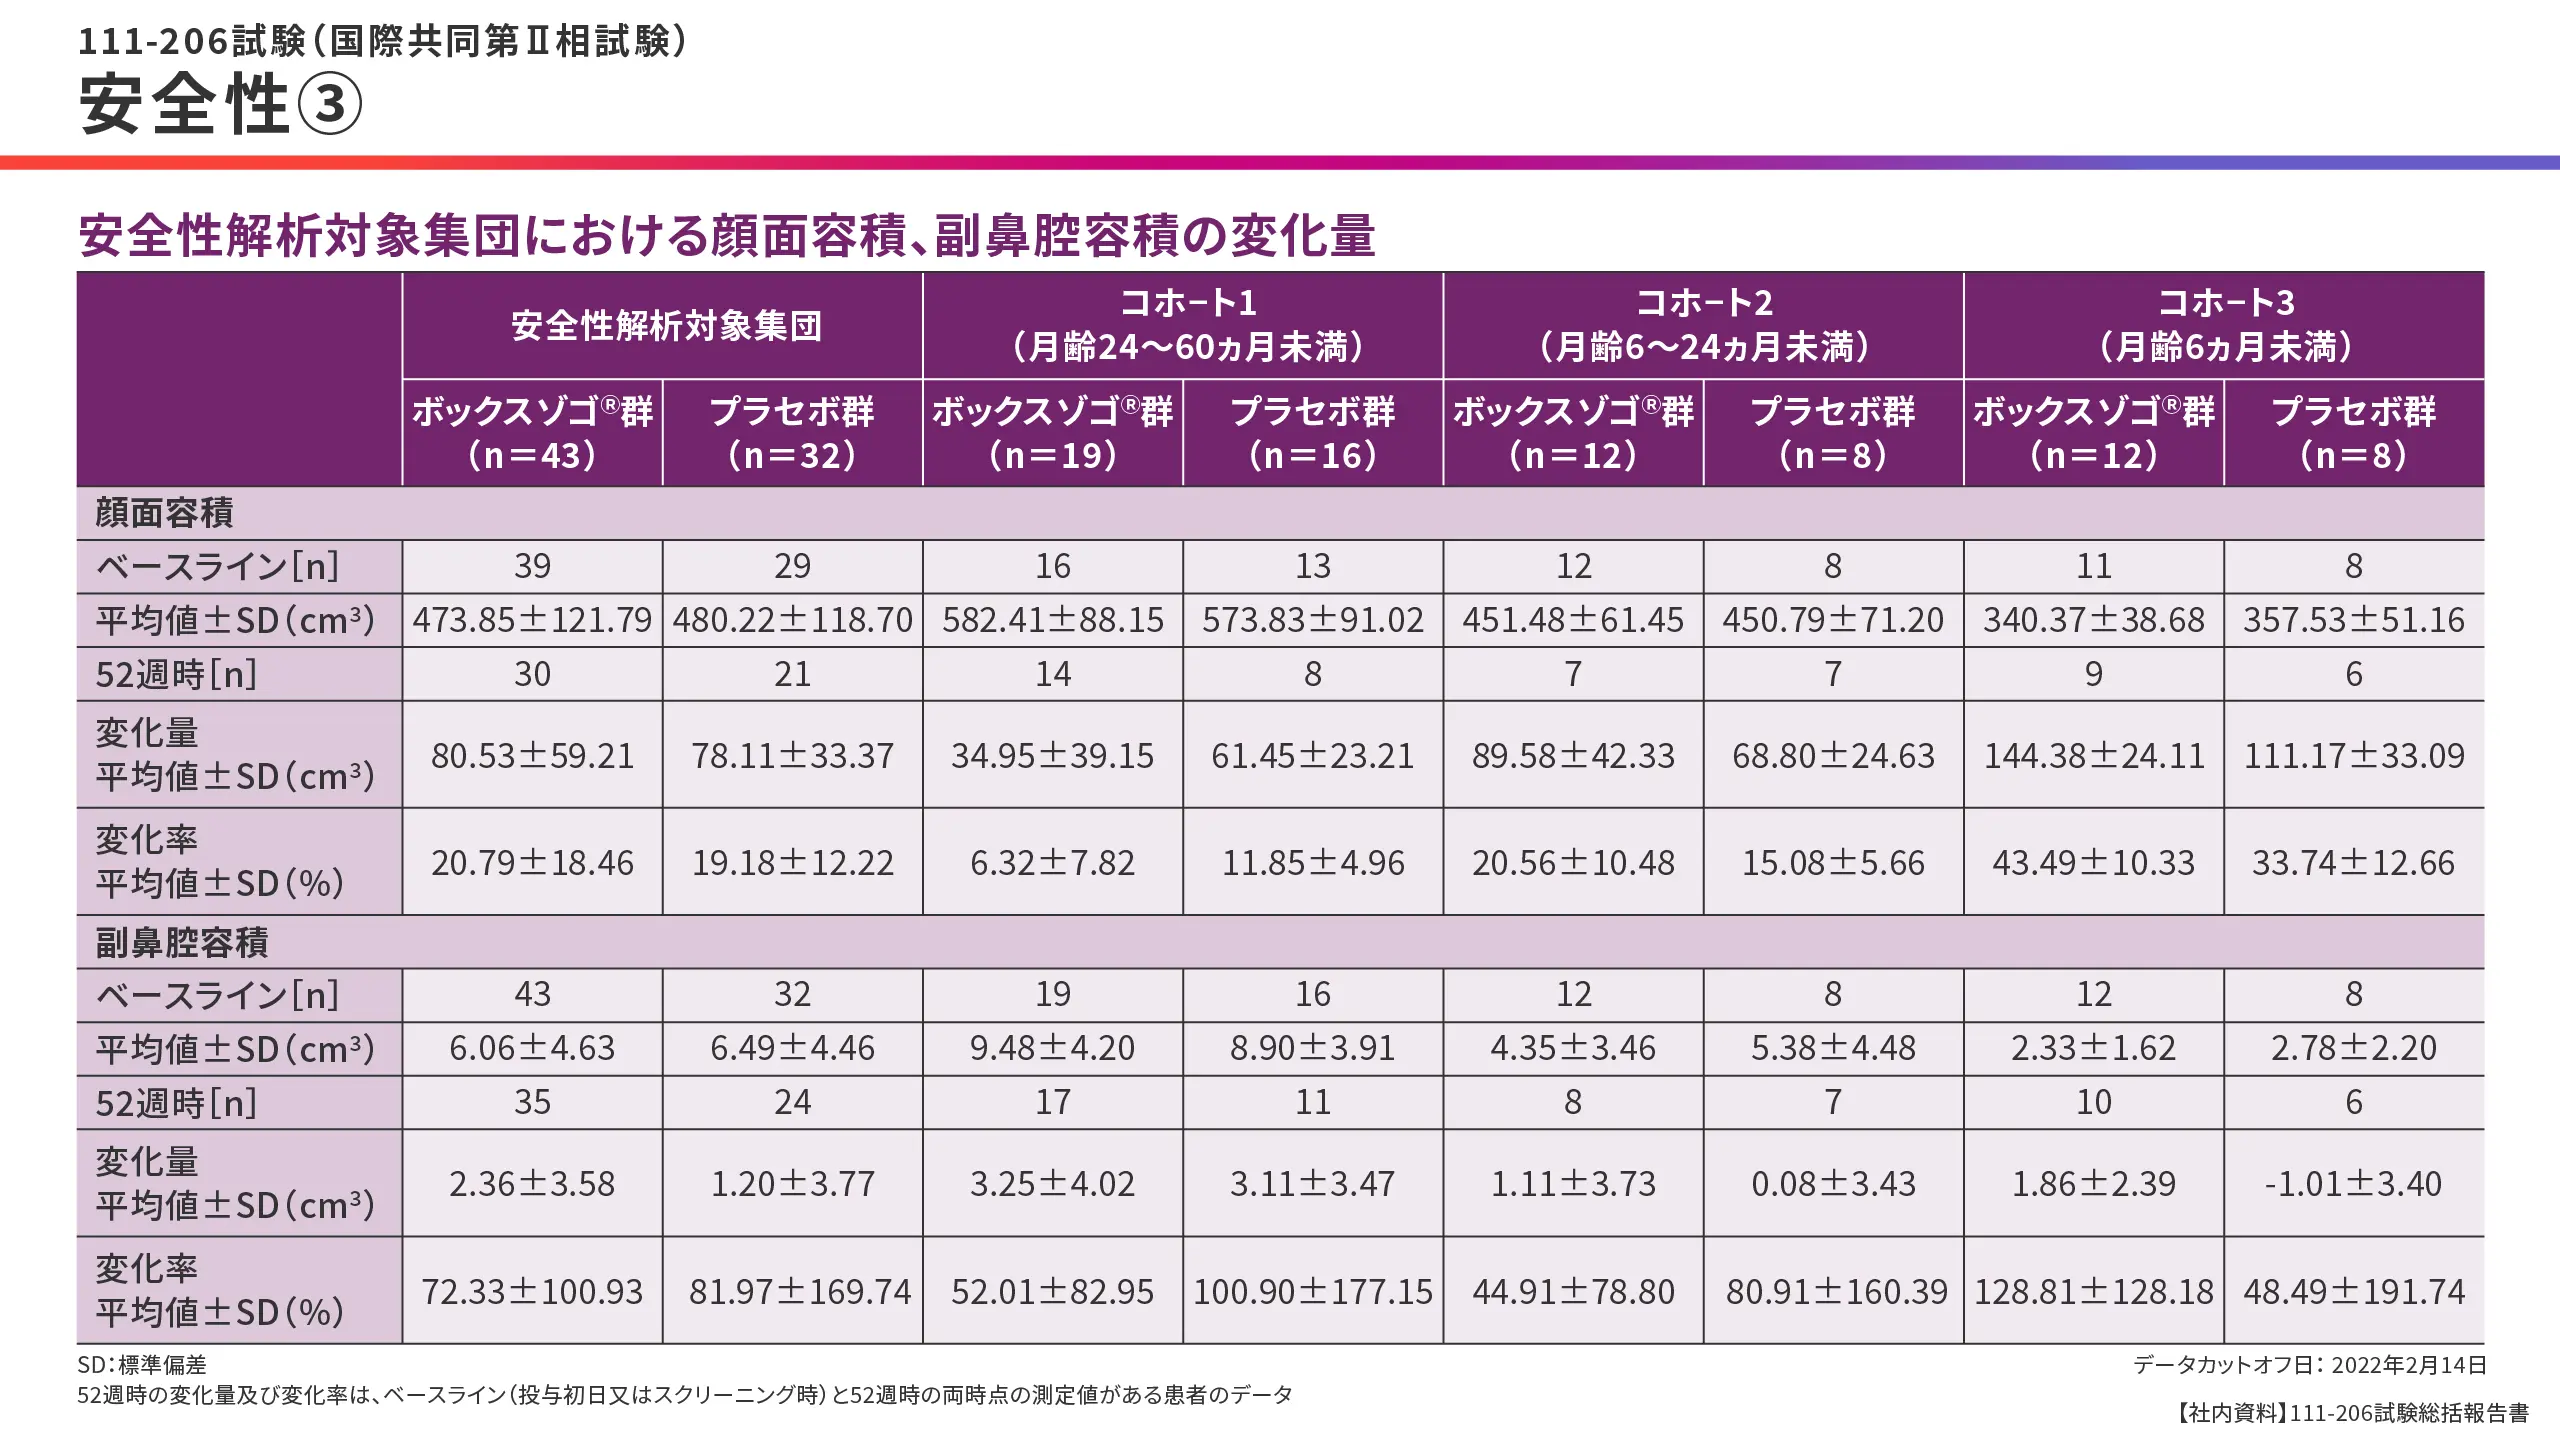 111-206試験（国際共同第Ⅱ相試験）
安全性③
安全性解析対象集団における顔面容積、副鼻腔容積の変化量
安全性解析対象集団 コホート1 コホート2 コホート3
（月齢24～60ヵ月未満） （月齢6～24ヵ月未満） （月齢6ヵ月未満）
ボックスゾゴ®群 プラセボ群 ボックスゾゴ®群 プラセボ群 ボックスゾゴ®群 プラセボ群 ボックスゾゴ®群 プラセボ群
（n＝43） （n＝32） （n＝19） （n＝16） （n＝12） （n＝8） （n＝12） （n＝8）
顔面容積
ベースライン［n］ 39 29 16 13 12 8 11 8
平均値±SD（cm³） 473.85±121.79 480.22±118.70 582.41±88.15 573.83±91.02 451.48±61.45 450.79±71.20 340.37±38.68 357.53±51.16
52週時［n］ 30 21 14 8 7 7 9 6
変化量
平均値±SD（cm³） 80.53±59.21 78.11±33.37 34.95±39.15 61.45±23.21 89.58±42.33 68.80±24.63 144.38±24.11 111.17±33.09
変化率
平均値±SD（%） 20.79±18.46 19.18±12.22 6.32±7.82 11.85±4.96 20.56±10.48 15.08±5.66 43.49±10.33 33.74±12.66
副鼻腔容積
ベースライン［n］ 43 32 19 16 12 8 12 8
平均値±SD（cm³） 6.06±4.63 6.49±4.46 9.48±4.20 8.90±3.91 4.35±3.46 5.38±4.48 2.33±1.62 2.78±2.20
52週時［n］ 35 24 17 11 8 7 10 6
変化量
平均値±SD（cm³） 2.36±3.58 1.20±3.77 3.25±4.02 3.11±3.47 1.11±3.73 0.08±3.43 1.86±2.39 -1.01±3.40
変化率
平均値±SD（%） 72.33±100.93 81.97±169.74 52.01±82.95 100.90±177.15 44.91±78.80 80.91±160.39 128.81±128.18 48.49±191.74
SD：標準偏差
データカットオフ日： 2022年2月14日
52週時の変化量及び変化率は、ベースライン（投与初日又はスクリーニング時）と52週時の両時点の測定値がある患者のデータ
【社内資料】111-206試験総括報告書